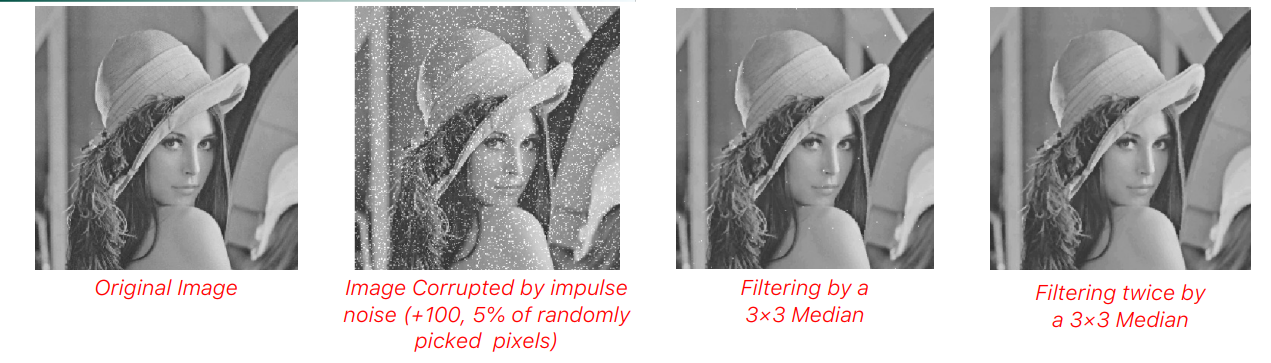 Original Image
Image Corrupted by impulse
noise (+100, 5% of randomly
picked pixels)
Filtering by a
3×3 Median
Filtering twice by
a 3×3 Median